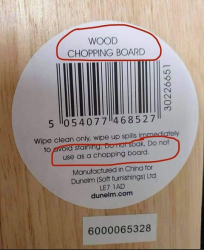 WOOD
CHOPPING BOARD
5 054077 468527
30226651
Wipe clean only, wipe up spills immediately
to avoid staining. Do not soak. Do not
use as a chopping board.
Manufactured in China for
Dunelm (Soft furnishings) Ltd
LE7 1AD
dunelm.com
6000065328